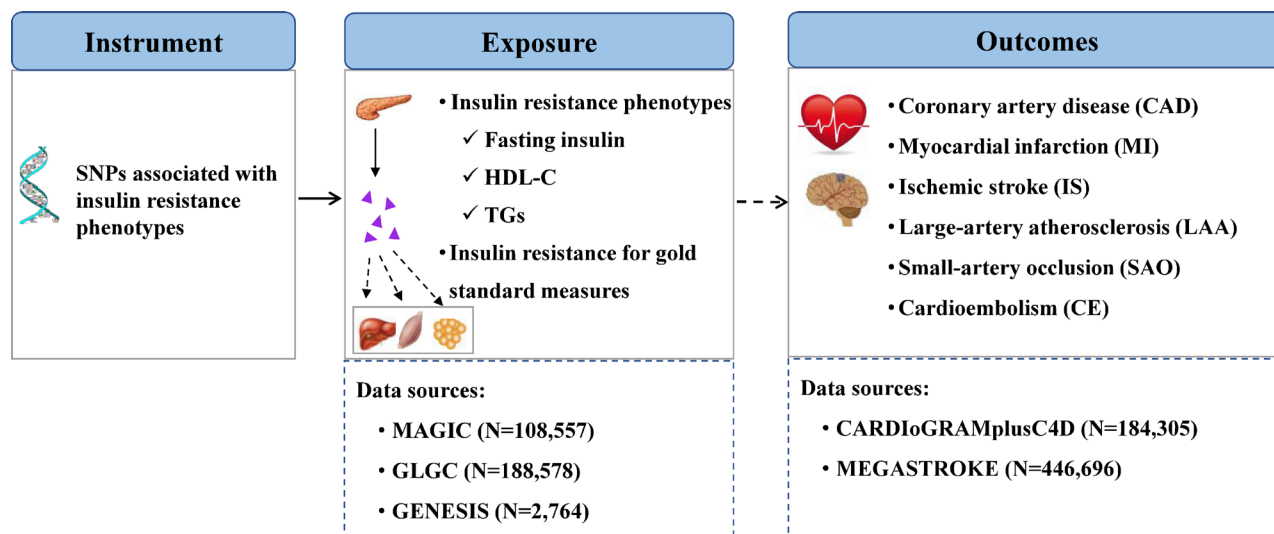 Instrument
SNPs associated with
insulin resistance
phenotypes
Exposure
• Insulin resistance phenotypes
✓ Fasting insulin
✓ HDL-C
✓ TGs
• Insulin resistance for gold
standard measures
Data sources:
• MAGIC (N=108,557)
• GLGC (N=188,578)
• GENESIS (N=2,764)
Outcomes
• Coronary artery disease (CAD)
• Myocardial infarction (MI)
• Ischemic stroke (IS)
• Large-artery atherosclerosis (LAA)
• Small-artery occlusion (SAO)
• Cardioembolism (CE)
Data sources:
• CARDIoGRAMplusC4D (N=184,305)
• MEGASTROKE (N=446,696)